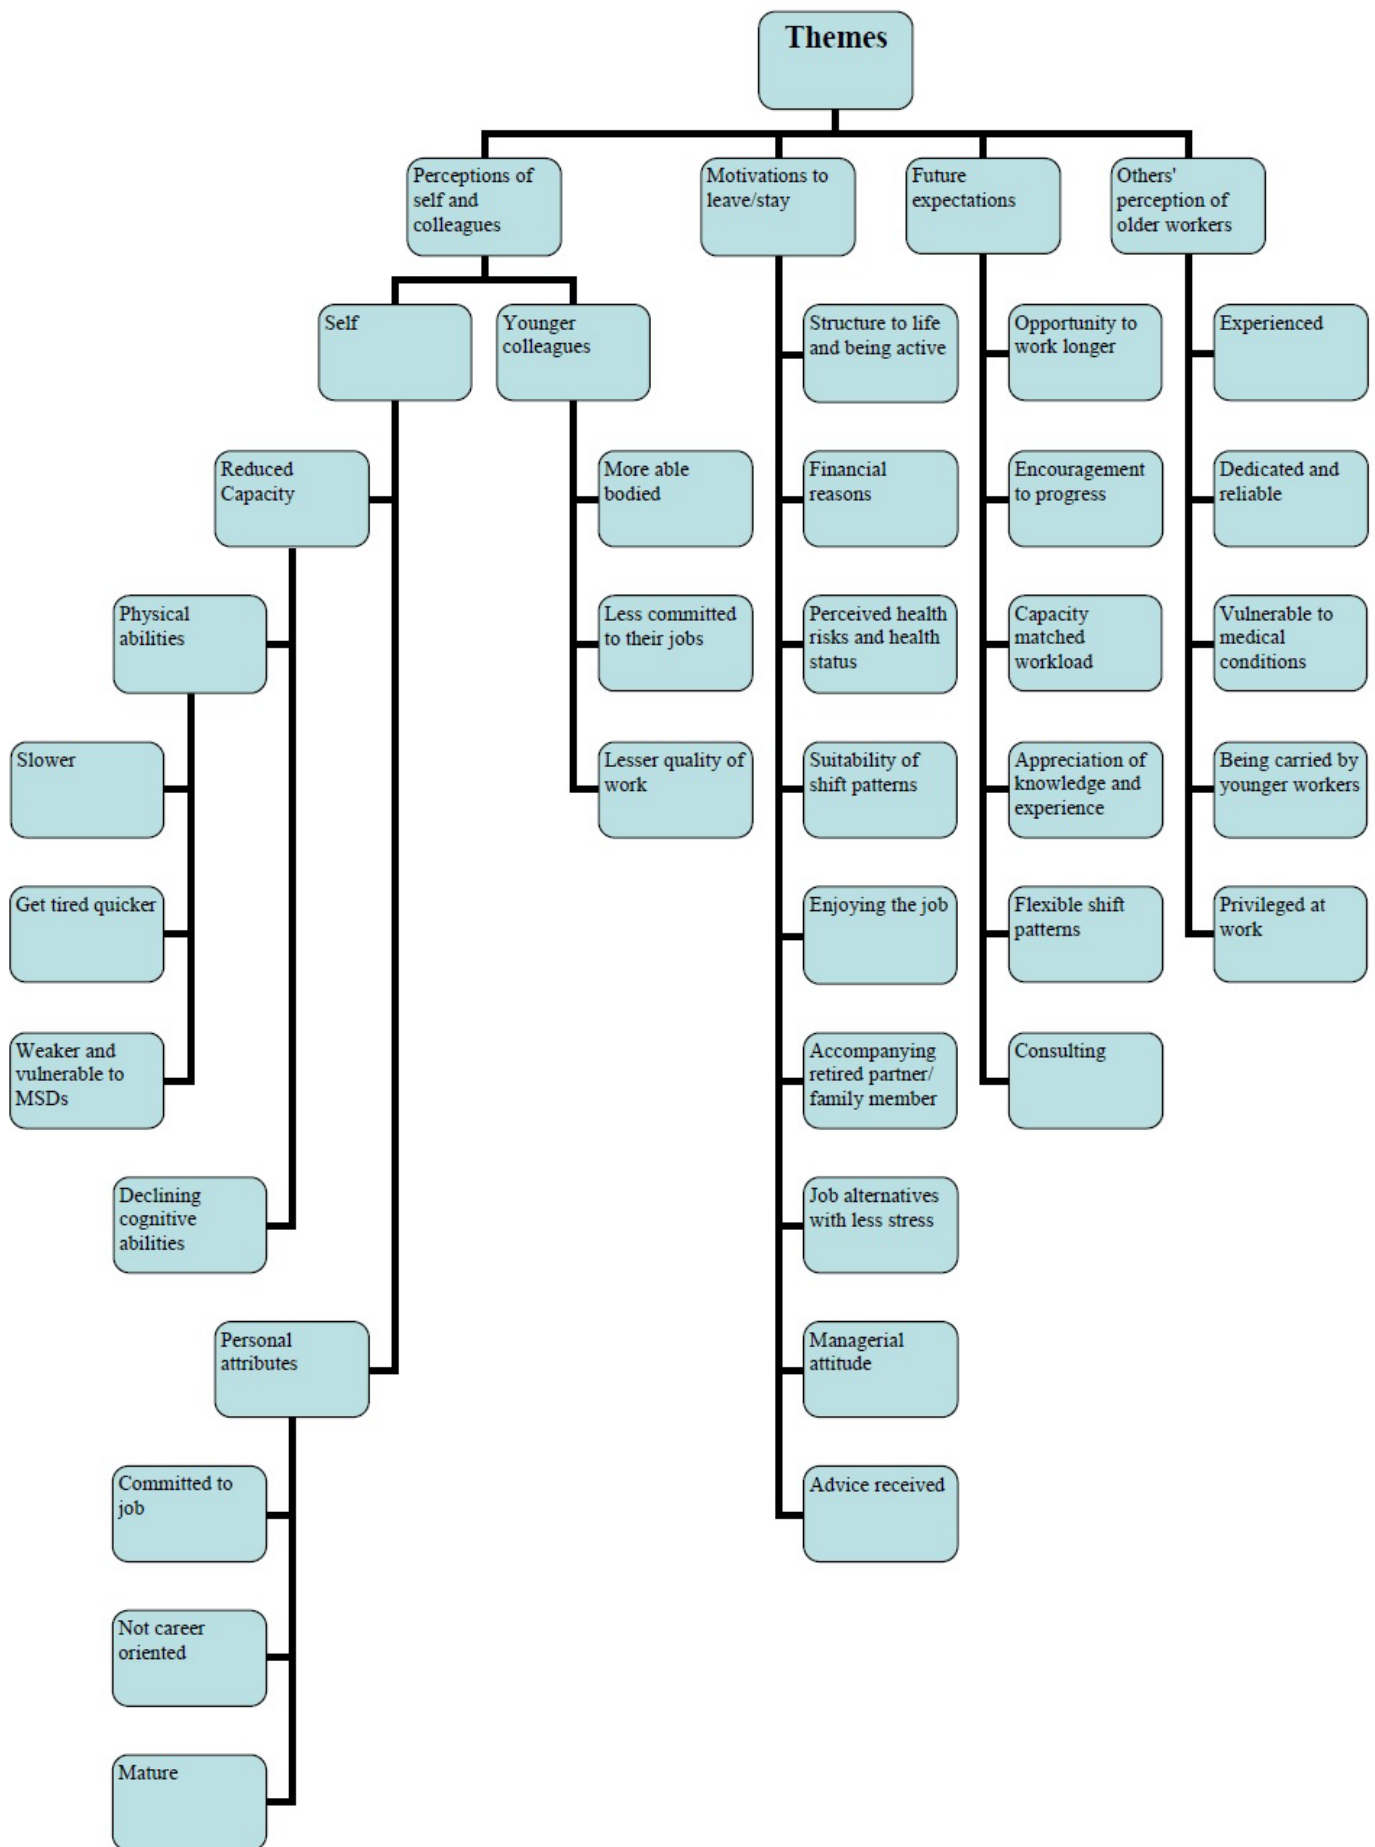 Themes
Perceptions of
self and
colleagues
Motivations to
leave/stay
Future
expectations
Others'
perception of
older workers
Self
Younger
colleagues
Structure to life
and being active
Opportunity to
work longer
Experienced
Reduced
Capacity
More able
bodied
Financial
reasons
Encouragement
to progress
Dedicated and
reliable
Physical
abilities
Less committed
to their jobs
Perceived health
risks and health
status
Capacity
matched
workload
Vulnerable to
medical
conditions
Slower
Lesser quality of
work
Suitability of
shift patterns
Appreciation of
knowledge and
experience
Being carried by
younger workers
Get tired quicker
Enjoying the job
Flexible shift
patterns
Privileged at
work
Weaker and
vulnerable to
MSDs
Accompanying
retired partner/
family member
Consulting
Declining
cognitive
abilities
Job alternatives
with less stress
Personal
attributes
Managerial
attitude
Committed to
job
Advice received
Not career
oriented
Mature